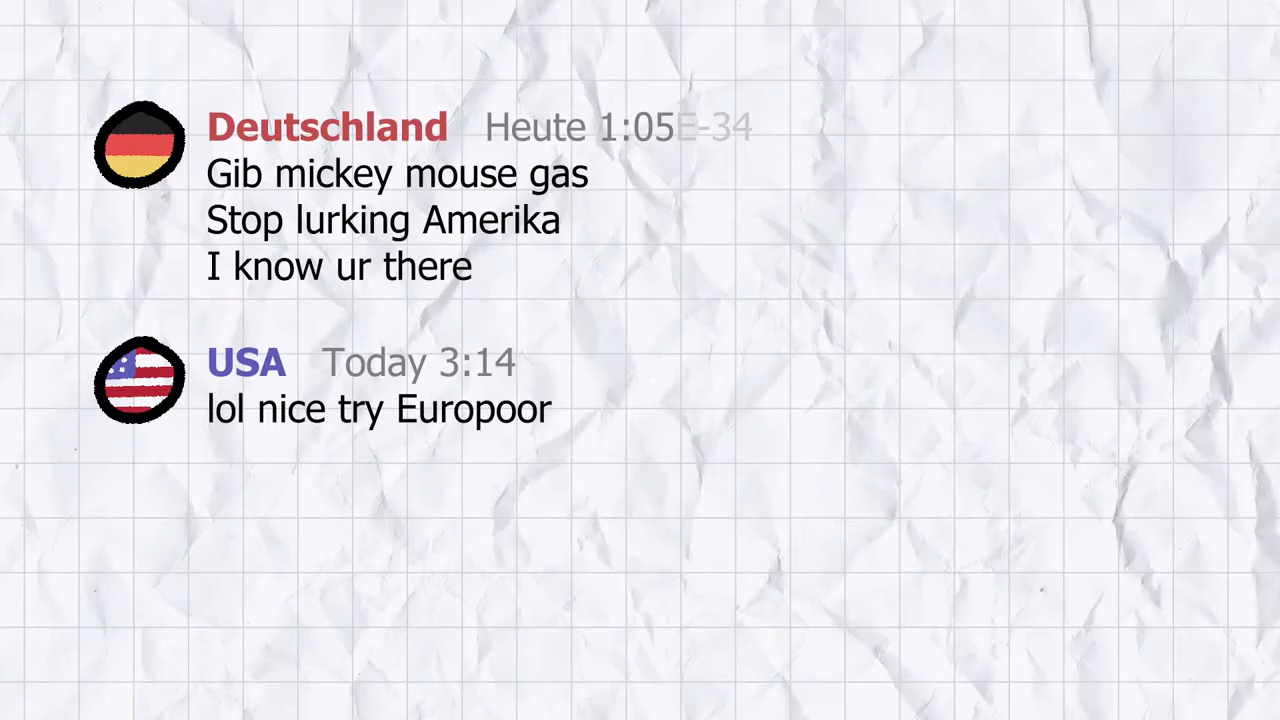 Deutschland Heute 1:05E-34
Gib mickey mouse gas
Stop lurking Amerika
I know ur there
USA Today 3:14
lol nice try Europoor